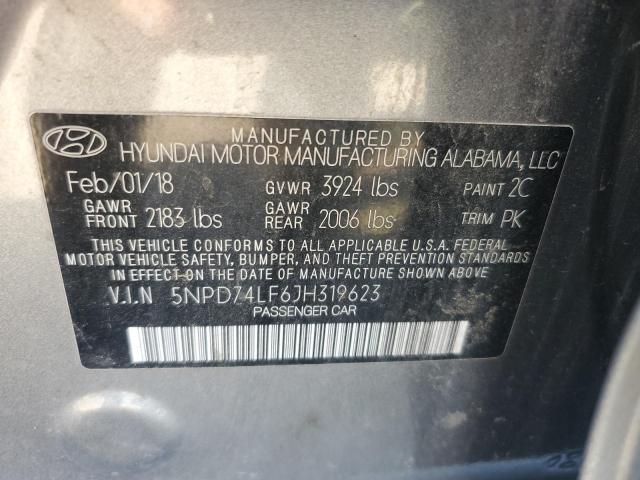 MANUFACTURED BY
HYUNDAI MOTOR MANUFACTURING ALABAMA, LLC
Feb/01/18 GVWR 3924 lbs PAINT 2C
GAWR FRONT 2183 lbs GAWR REAR 2006 lbs TRIM PK
THIS VEHICLE CONFORMS TO ALL APPLICABLE U.S.A. FEDERAL
MOTOR VEHICLE SAFETY, BUMPER, AND THEFT PREVENTION STANDARDS
IN EFFECT ON THE DATE OF MANUFACTURE SHOWN ABOVE.
V.I.N 5NPD74LF6JH319623
PASSENGER CAR